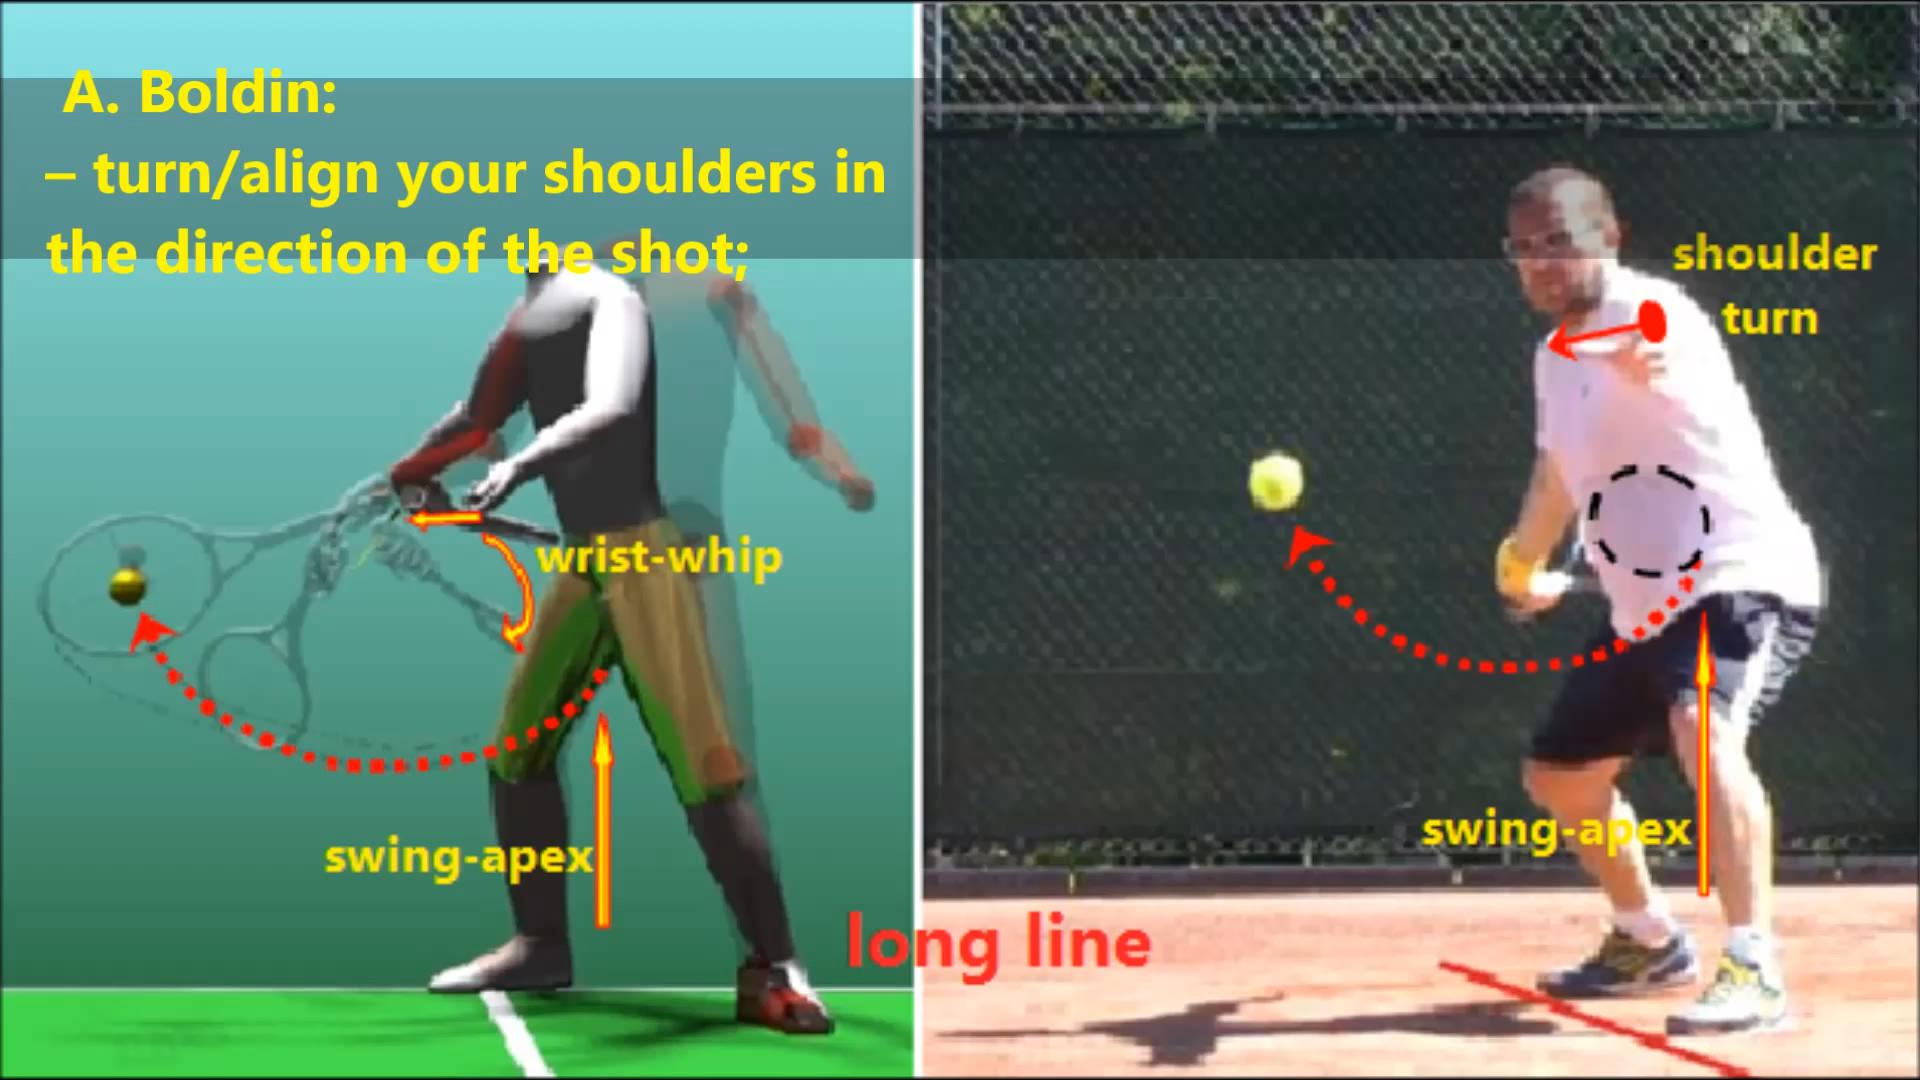 A. Boldin:
– turn/align your shoulders in
the direction of the shot;
shoulder
turn
wrist-whip
swing-apex
swing-apex
long line